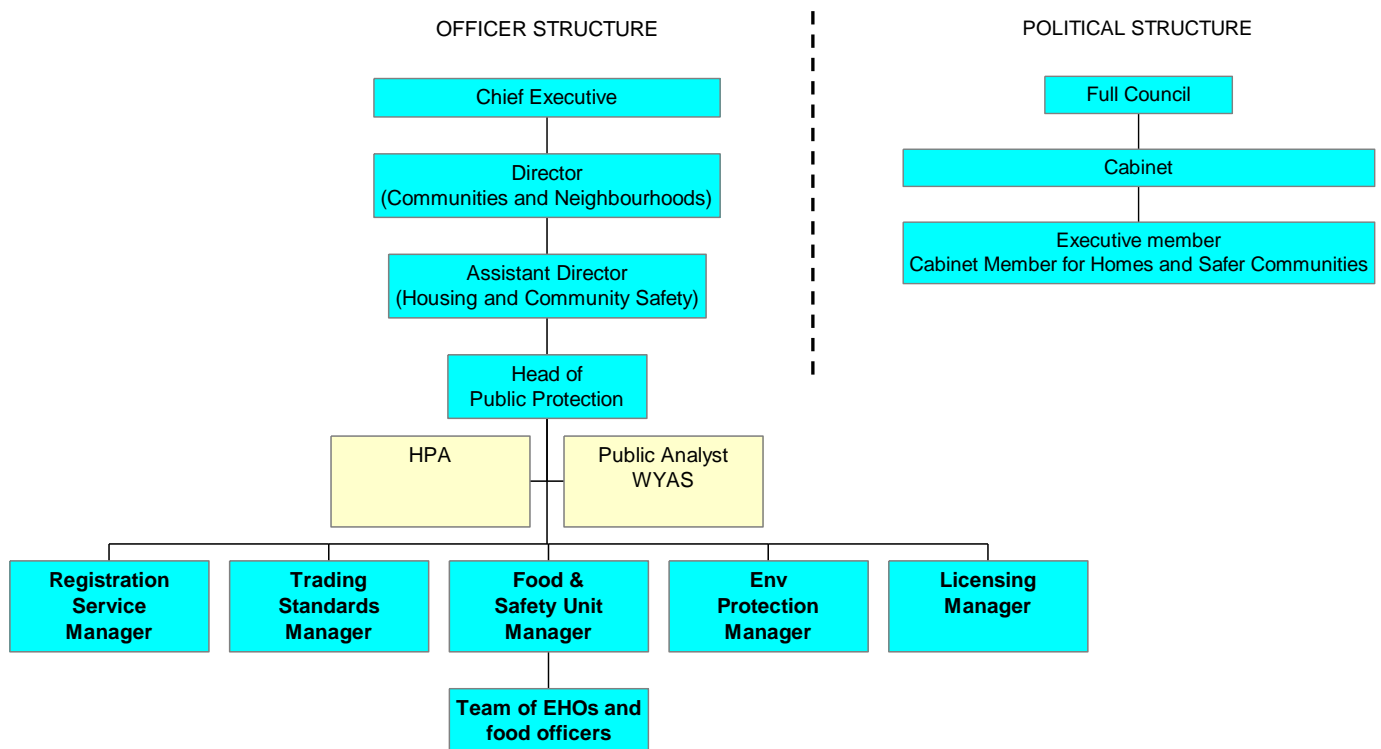 OFFICER STRUCTURE
POLITICAL STRUCTURE
Chief Executive
Full Council
Director
(Communities and Neighbourhoods)
Cabinet
Assistant Director
(Housing and Community Safety)
Executive member
Cabinet Member for Homes and Safer Communities
Head of
Public Protection
HPA
Public Analyst
WYAS
Registration
Service
Manager
Trading
Standards
Manager
Food &
Safety Unit
Manager
Env
Protection
Manager
Licensing
Manager
Team of EHOs and
food officers